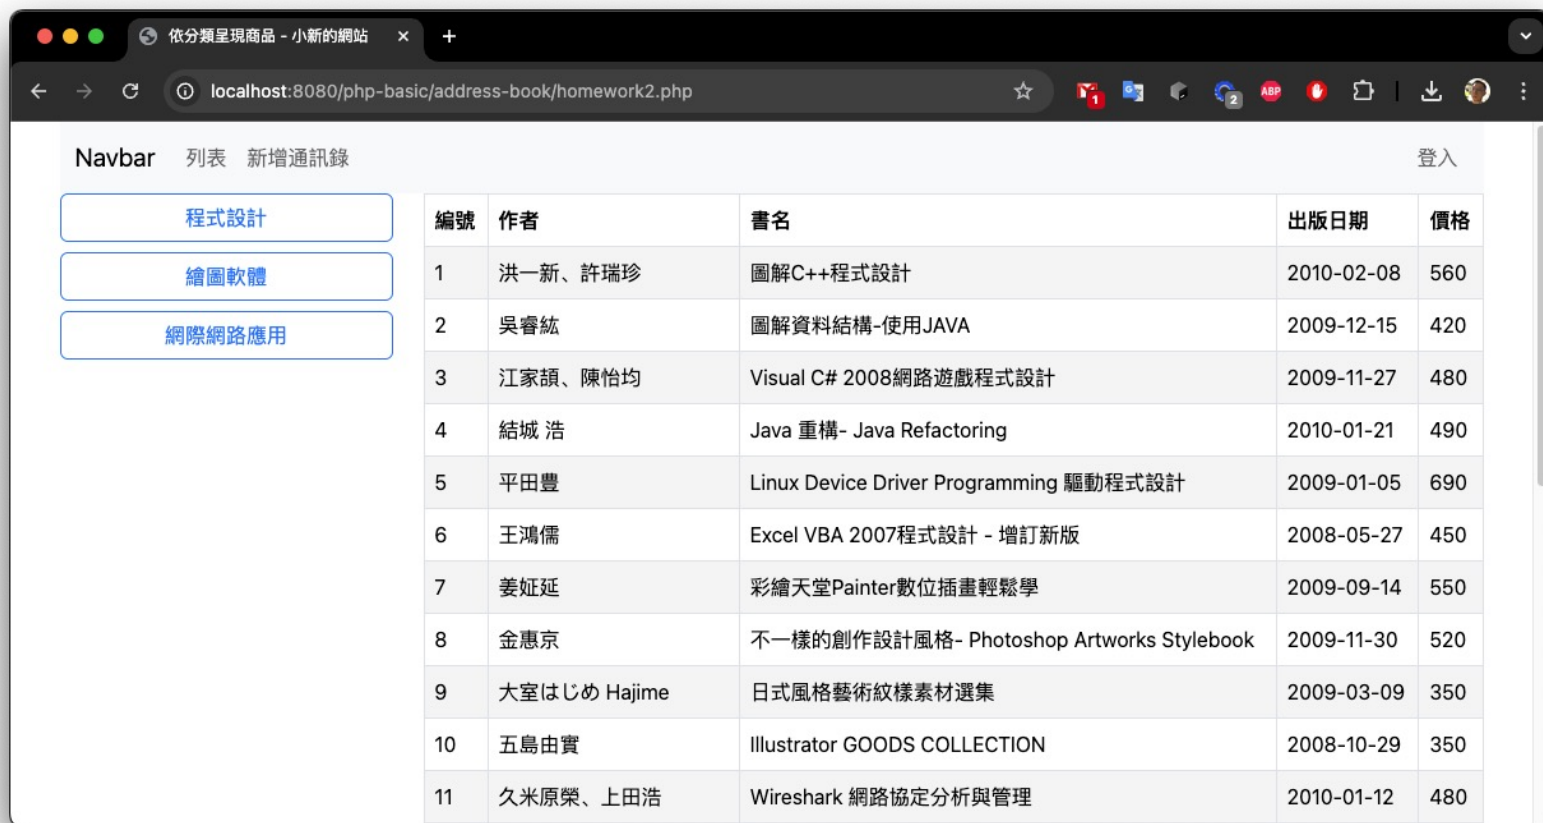 依分類呈現商品 - 小新的網站
localhost:8080/php-basic/address-book/homework2.php
1
2
ABP
Navbar 列表 新增通訊錄 登入
程式設計
繪圖軟體
網際網路應用
編號 作者 書名 出版日期 價格
1 洪一新、許瑞珍 圖解C++程式設計 2010-02-08 560
2 吳睿紘 圖解資料結構-使用JAVA 2009-12-15 420
3 江家頡、陳怡均 Visual C# 2008網路遊戲程式設計 2009-11-27 480
4 結城 浩 Java 重構- Java Refactoring 2010-01-21 490
5 平田豊 Linux Device Driver Programming 驅動程式設計 2009-01-05 690
6 王鴻儒 Excel VBA 2007程式設計 - 增訂新版 2008-05-27 450
7 姜姃延 彩繪天堂Painter數位插畫輕鬆學 2009-09-14 550
8 金惠京 不一樣的創作設計風格- Photoshop Artworks Stylebook 2009-11-30 520
9 大室はじめ Hajime 日式風格藝術紋樣素材選集 2009-03-09 350
10 五島由實 Illustrator GOODS COLLECTION 2008-10-29 350
11 久米原榮、上田浩 Wireshark 網路協定分析與管理 2010-01-12 480